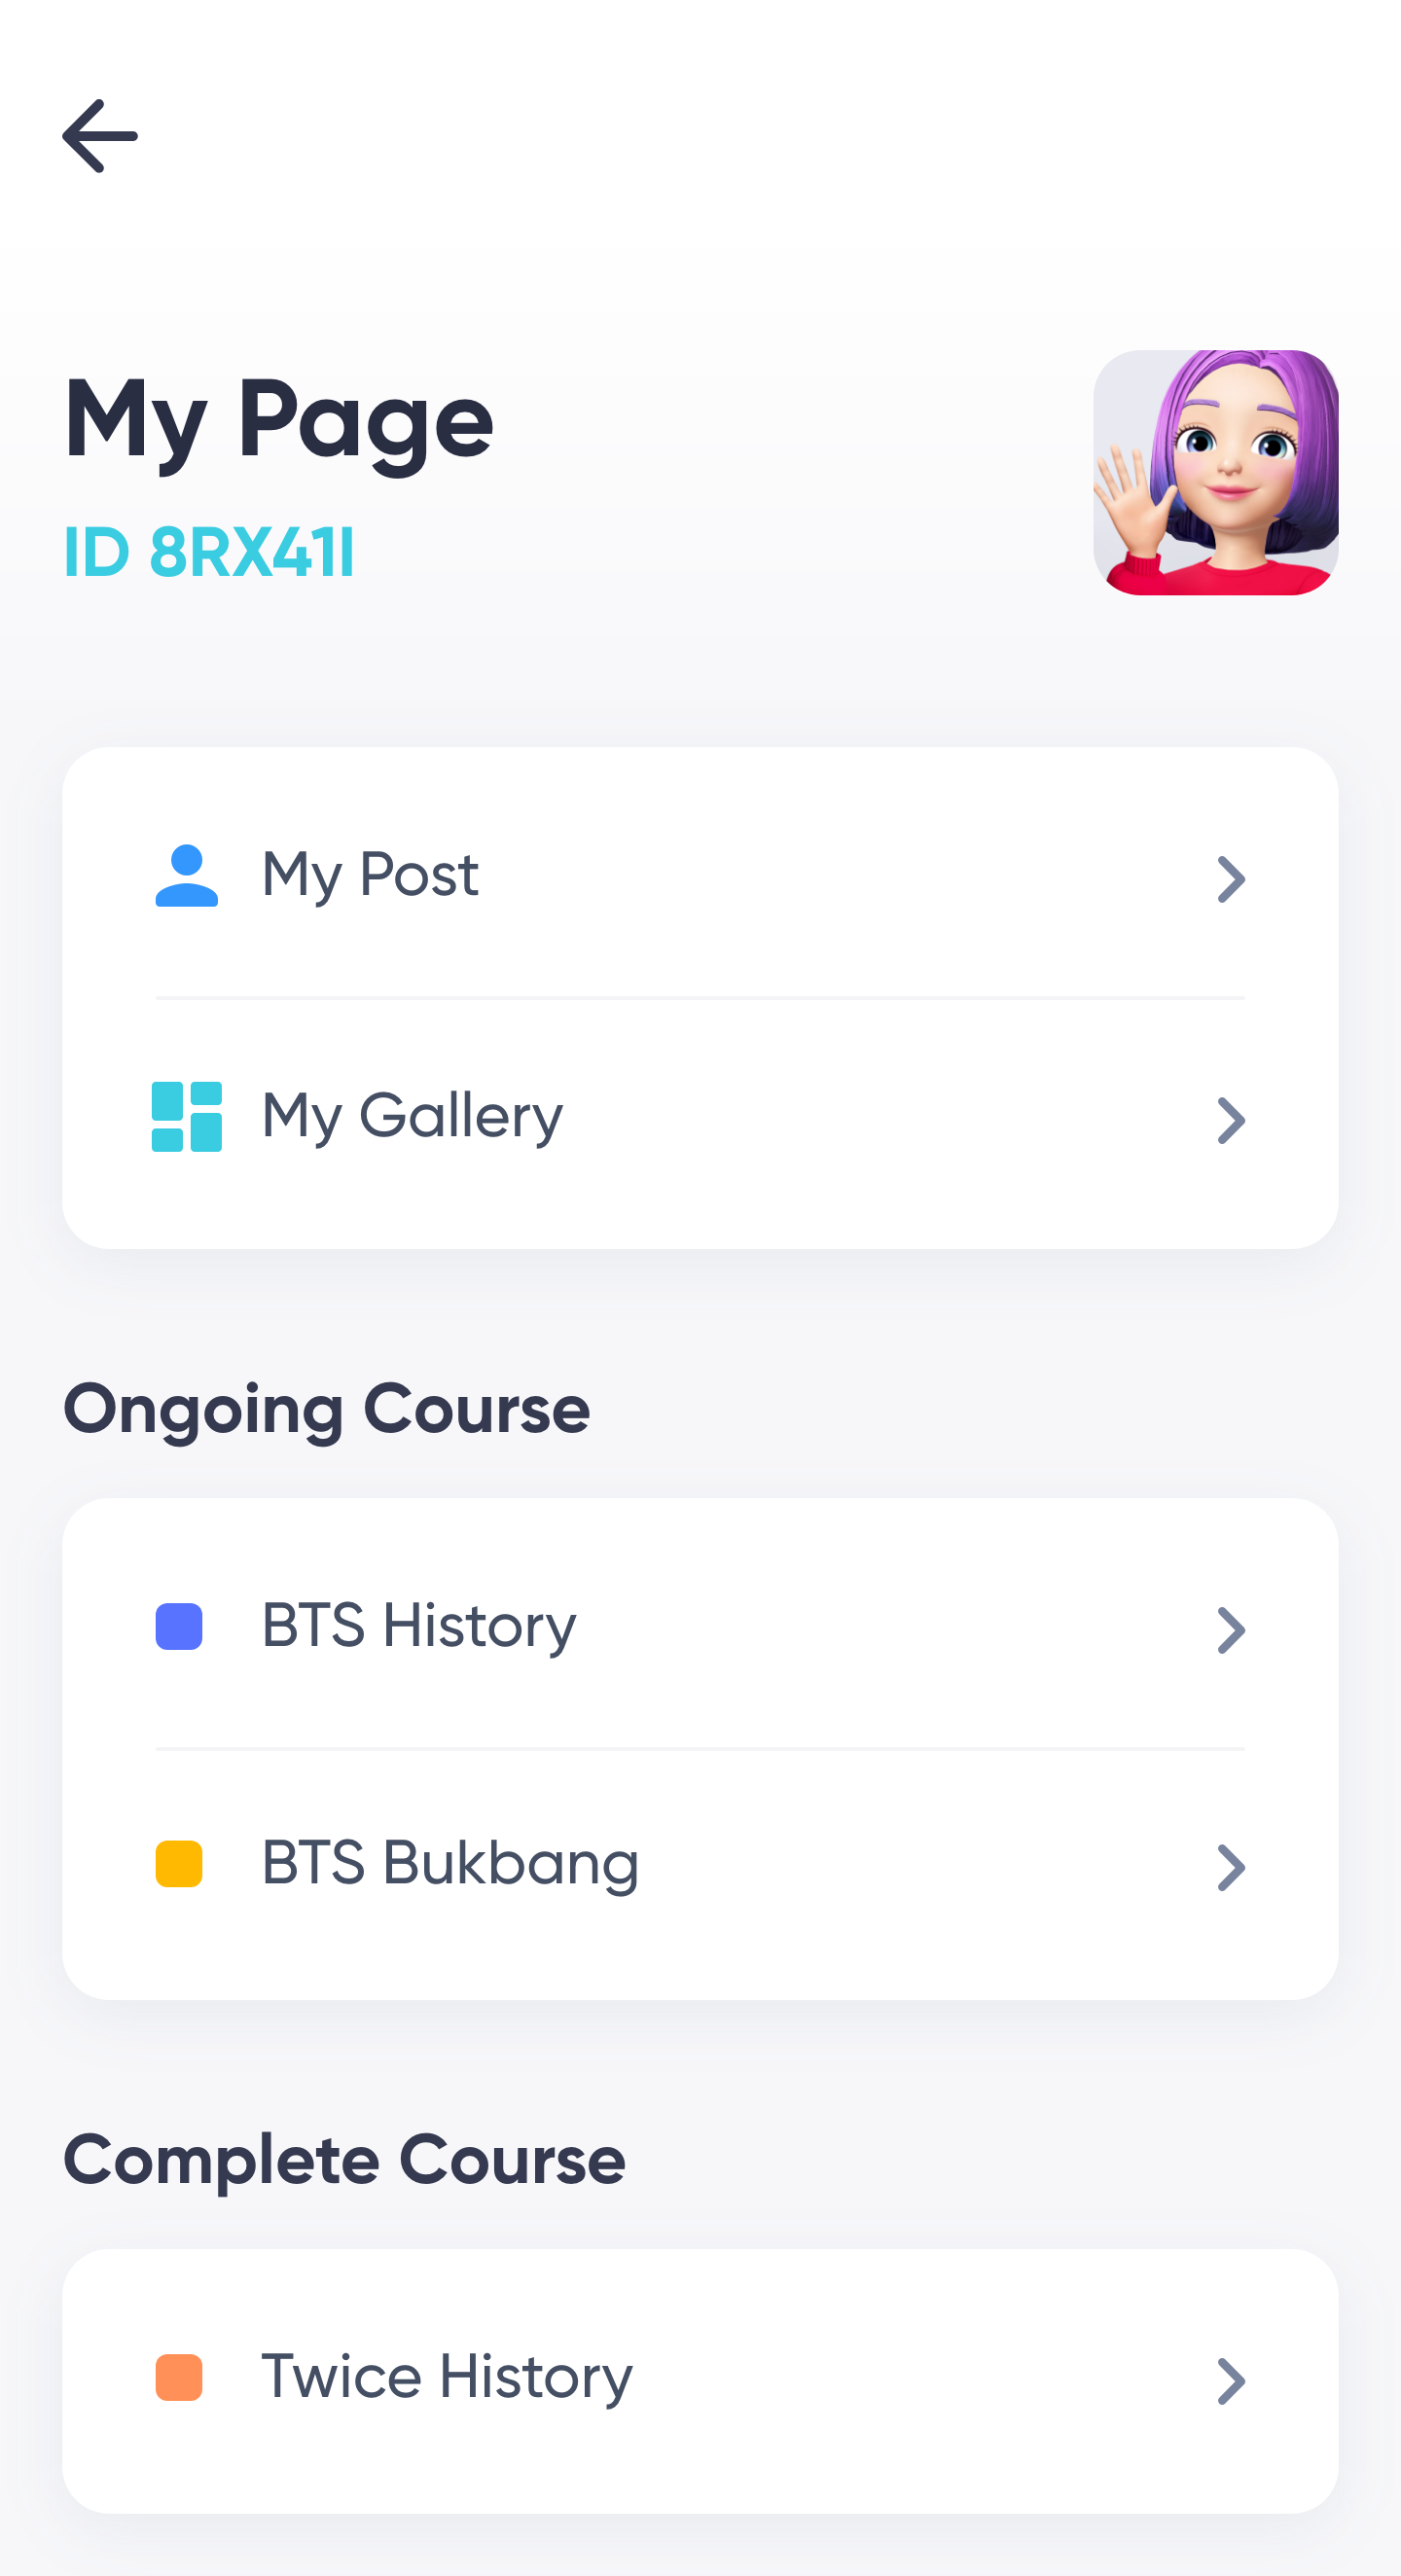 My Page
ID 8RX41I
My Post
My Gallery
Ongoing Course
BTS History
BTS Bukbang
Complete Course
Twice History